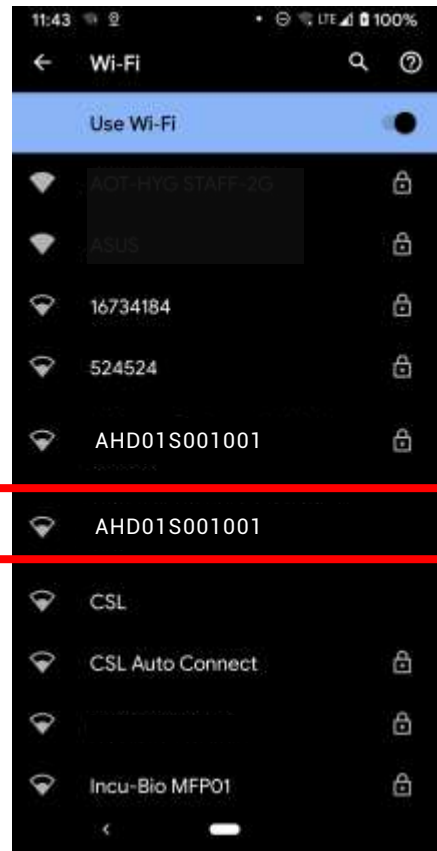 11:43 LTE 100%
Wi-Fi
Use Wi-Fi
AOT-HYG STAFF-2G
ASUS
16734184
524524
AHD01S001001
AHD01S001001
CSL
CSL Auto Connect
Incu-Bio MFP01